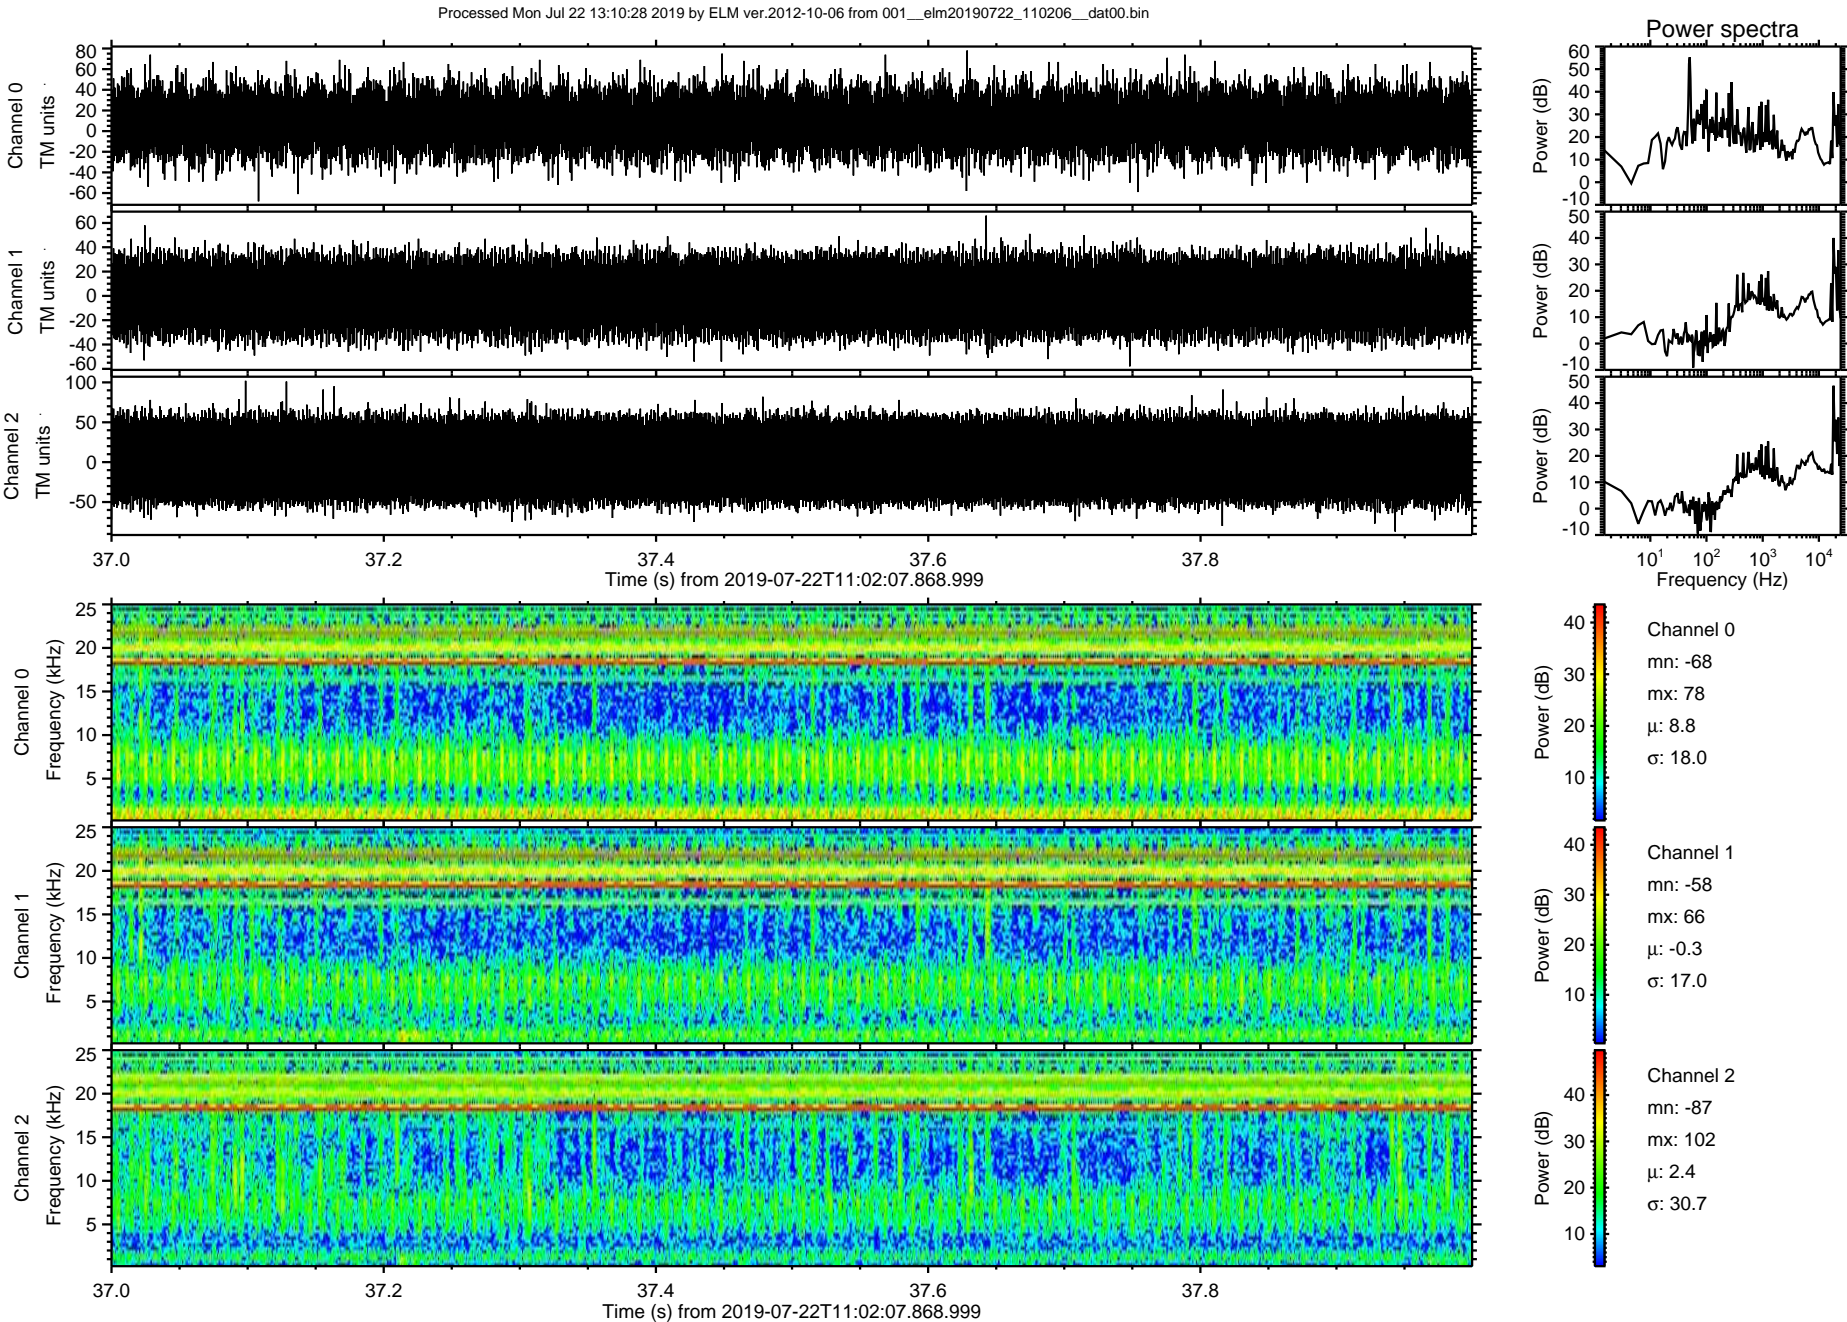 Processed Mon Jul 22 13:10:28 2019 by ELM ver.2012-10-06 from 001__elm20190722_110206__dat00.bin
Power spectra
Channel 0
TM units
80
60
40
20
0
-20
-40
-60
Power (dB)
60
50
40
30
20
10
0
-10
Channel 1
TM units
60
40
20
0
-20
-40
-60
Power (dB)
50
40
30
20
10
0
-10
Channel 2
TM units
100
50
0
-50
Power (dB)
50
40
30
20
10
0
-10
37.0 37.2 37.4 37.6 37.8
Time (s) from 2019-07-22T11:02:07.868.999
10^1 10^2 10^3 10^4
Frequency (Hz)
Channel 0
Frequency (kHz)
25
20
15
10
5
Power (dB)
40
30
20
10
Channel 0
mn: -68
mx: 78
μ: 8.8
σ: 18.0
Channel 1
Frequency (kHz)
25
20
15
10
5
Power (dB)
40
30
20
10
Channel 1
mn: -58
mx: 66
μ: -0.3
σ: 17.0
Channel 2
Frequency (kHz)
25
20
15
10
5
Power (dB)
40
30
20
10
Channel 2
mn: -87
mx: 102
μ: 2.4
σ: 30.7
37.0 37.2 37.4 37.6 37.8
Time (s) from 2019-07-22T11:02:07.868.999